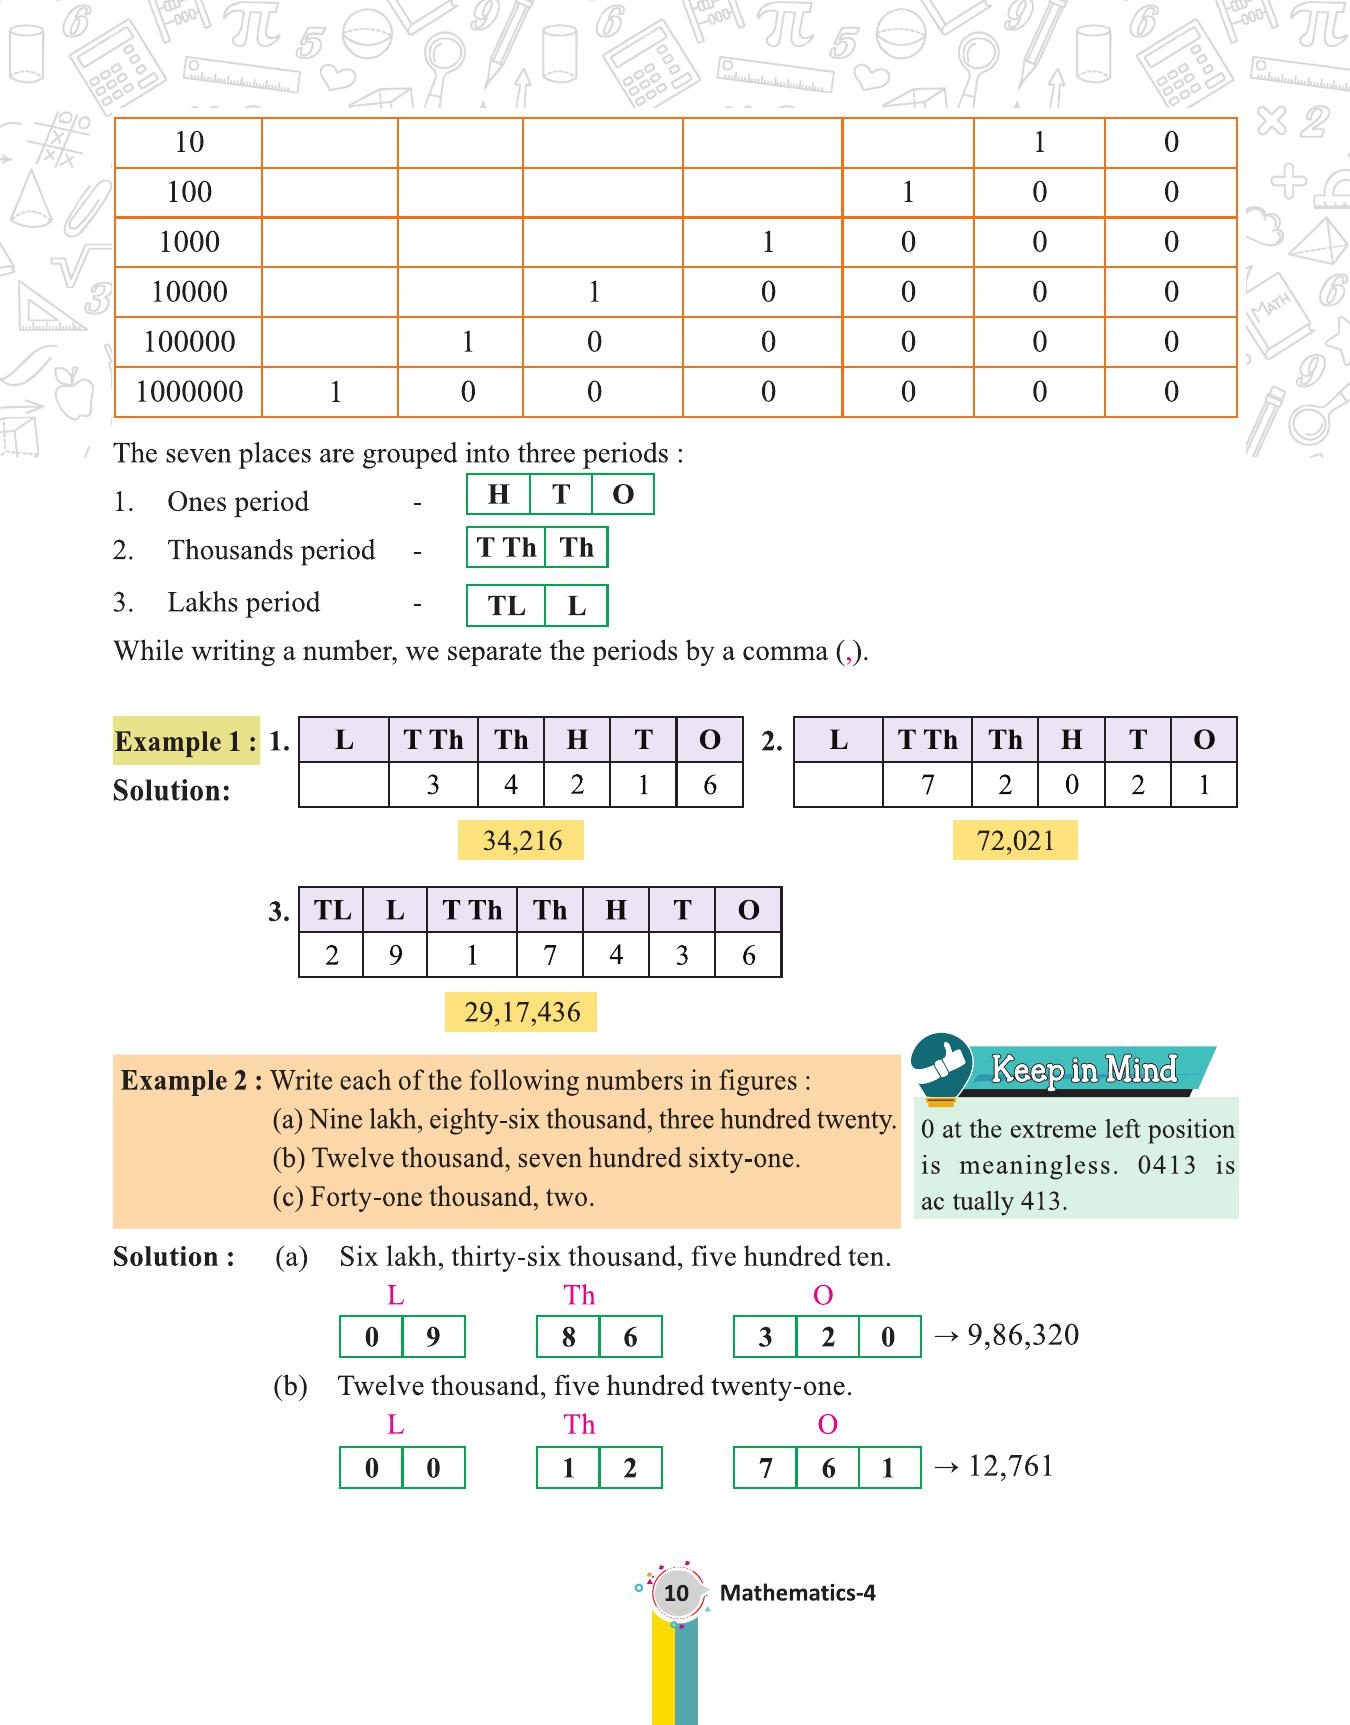 10 1 0
100 1 0 0
1000 1 0 0 0
10000 1 0 0 0 0
100000 1 0 0 0 0 0
1000000 1 0 0 0 0 0 0
The seven places are grouped into three periods :
1. Ones period - H T O
2. Thousands period - T Th Th
3. Lakhs period - TL L
While writing a number, we separate the periods by a comma (,).
Example 1 : 1. L T Th Th H T O 2. L T Th Th H T O
Solution: 3 4 2 1 6 7 2 0 2 1
34,216 72,021
3. TL L T Th Th H T O
2 9 1 7 4 3 6
29,17,436
Example 2 : Write each of the following numbers in figures :
(a) Nine lakh, eighty-six thousand, three hundred twenty.
(b) Twelve thousand, seven hundred sixty-one.
(c) Forty-one thousand, two.
Keep in Mind
0 at the extreme left position
is meaningless. 0413 is
ac tually 413.
Solution : (a) Six lakh, thirty-six thousand, five hundred ten.
L Th O
0 9 8 6 3 2 0 → 9,86,320
(b) Twelve thousand, five hundred twenty-one.
L Th O
0 0 1 2 7 6 1 → 12,761
10 Mathematics-4